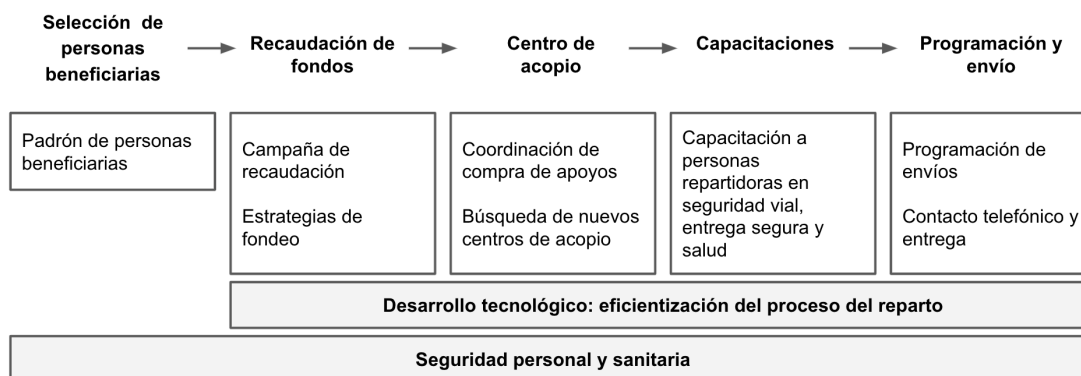 Selección de
personas
beneficiarias
Recaudación de
fondos
Centro de
acopio
Capacitaciones
Programación y
envío
Padrón de personas
beneficiarias
Campaña de
recaudación
Estrategias de
fondeo
Coordinación de
compra de apoyos
Búsqueda de nuevos
centros de acopio
Capacitación a
personas
repartidoras en
seguridad vial,
entrega segura y
salud
Programación de
envíos
Contacto telefónico y
entrega
Desarrollo tecnológico: eficientización del proceso del reparto
Seguridad personal y sanitaria